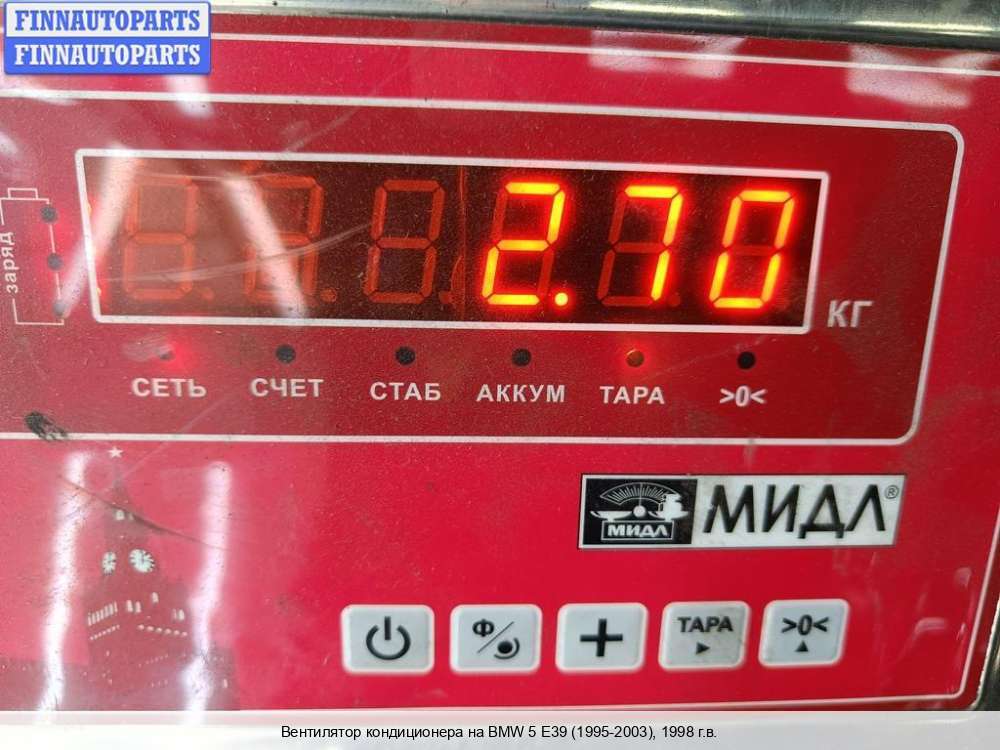 FINNAUTOPARTS
FINNAUTOPARTS
2.70
КГ
заряд
СЕТЬ СЧЕТ СТАБ АККУМ ТАРА >0<
МИДЛ МИДЛ®
Ф ТАРА >0<
Вентилятор кондиционера на BMW 5 E39 (1995-2003), 1998 г.в.